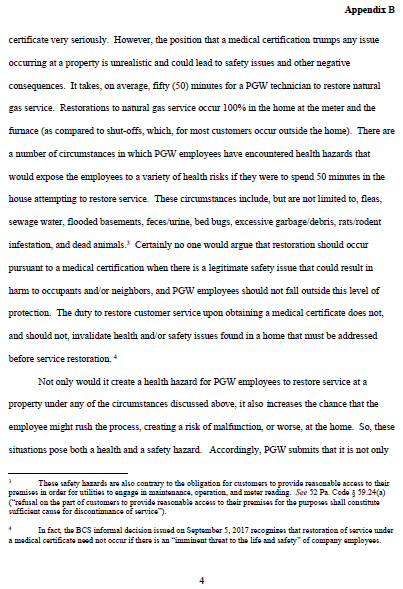 Appendix B
certificate very seriously. However, the position that a medical certification trumps any issue
occurring at a property is unrealistic and could lead to safety issues and other negative
consequences. It takes, on average, fifty (50) minutes for a PGW technician to restore natural
gas service. Restorations to natural gas service occur 100% in the home at the meter and the
furnace (as compared to shut-offs, which, for most customers occur outside the home). There are
a number of circumstances in which PGW employees have encountered health hazards that
would expose the employees to a variety of health risks if they were to spend 50 minutes in the
house attempting to restore service. These circumstances include, but are not limited to, fleas,
sewage water, flooded basements, feces/urine, bed bugs, excessive garbage/debris, rats/rodent
infestation, and dead animals.3 Certainly no one would argue that restoration should occur
pursuant to a medical certification when there is a legitimate safety issue that could result in
harm to occupants and/or neighbors, and PGW employees should not fall outside this level of
protection. The duty to restore customer service upon obtaining a medical certificate does not,
and should not, invalidate health and/or safety issues found in a home that must be addressed
before service restoration. 4
Not only would it create a health hazard for PGW employees to restore service at a
property under any of the circumstances discussed above, it also increases the chance that the
employee might rush the process, creating a risk of malfunction, or worse, at the home. So, these
situations pose both a health and a safety hazard. Accordingly, PGW submits that it is not only
3 These safety hazards are also contrary to the obligation for customers to provide reasonable access to their
premises in order for utilities to engage in maintenance, operation, and meter reading. See 52 Pa. Code § 59.24(a)
("refusal on the part of customers to provide reasonable access to their premises for the purposes shall constitute
sufficient cause for discontinuance of service").
4 In fact, the BCS informal decision issued on September 5, 2017 recognizes that restoration of service under
a medical certificate need not occur if there is an "imminent threat to the life and safety" of company employees.
4